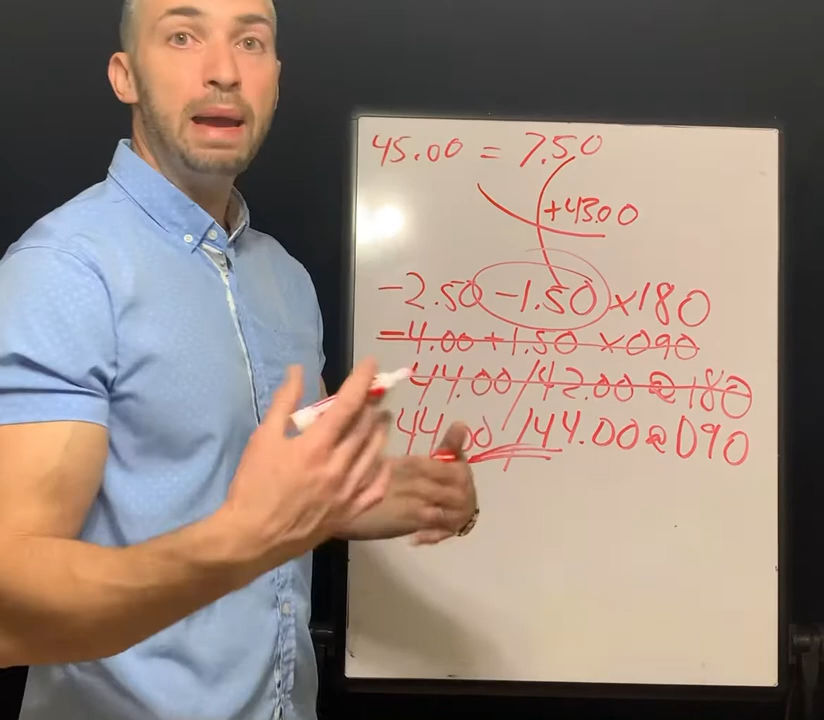 45.00 = 7.50
+43.00
-2.50 -1.50 x180
-4.00 +1.50 x090
44.00/42.00 @ 180
44.00/44.00 @ 090